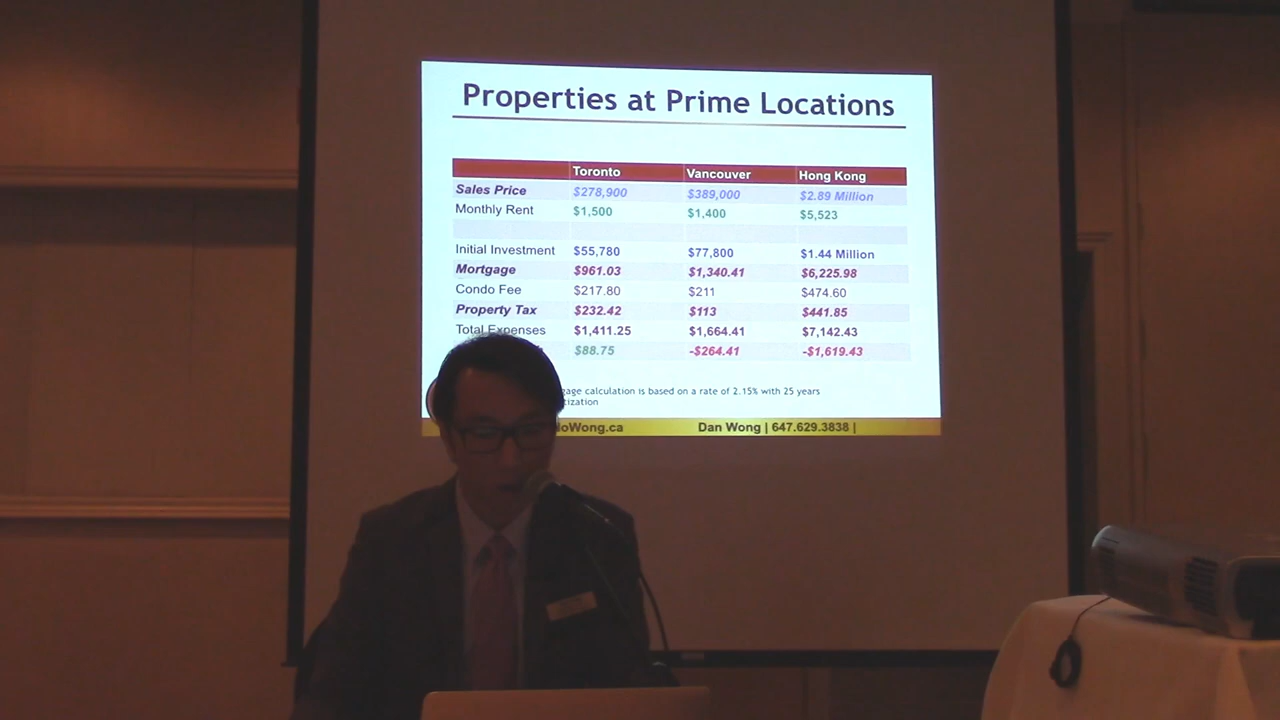 Properties at Prime Locations
Toronto Vancouver Hong Kong
Sales Price $278,900 $389,000 $2.89 Million
Monthly Rent $1,500 $1,400 $5,523
Initial Investment $55,780 $77,800 $1.44 Million
Mortgage $961.03 $1,340.41 $6,225.98
Condo Fee $217.80 $211 $474.60
Property Tax $232.42 $113 $441.85
Total Expenses $1,411.25 $1,664.41 $7,142.43
$88.75 -$264.41 -$1,619.43
calculation is based on a rate of 2.15% with 25 years
Dan Wong | 647.629.3838 |